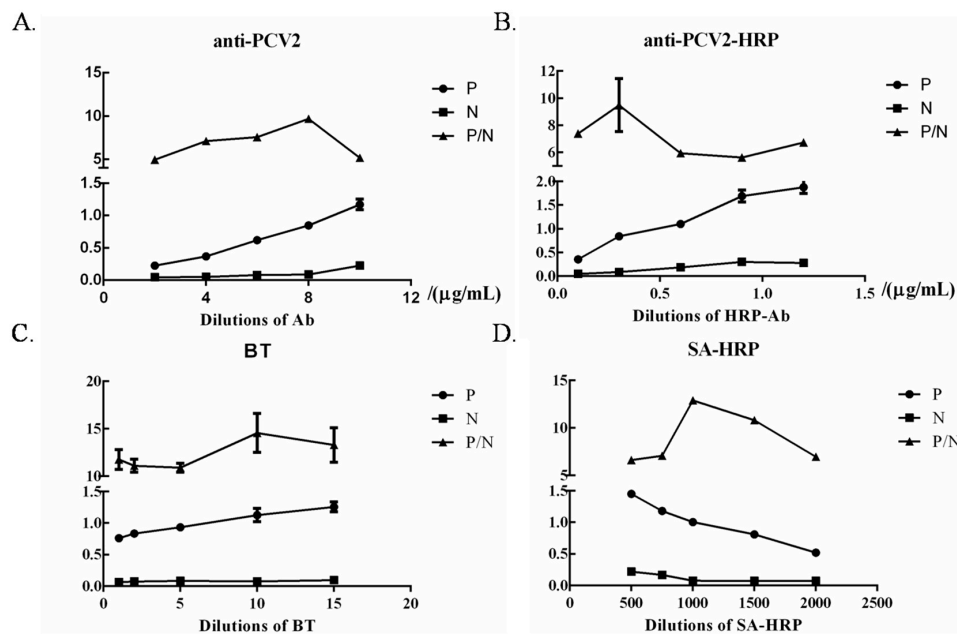 A.
anti-PCV2
15
10
5
1.5
1.0
0.5
0.0
0
4
8
12
/(μg/mL)
Dilutions of Ab
P
N
P/N
B.
anti-PCV2-HRP
12
10
8
6
2.0
1.5
1.0
0.5
0.0
0.0
0.5
1.0
1.5
/(μg/mL)
Dilutions of HRP-Ab
P
N
P/N
C.
BT
20
15
10
1.5
1.0
0.5
0.0
0
5
10
15
20
Dilutions of BT
P
N
P/N
D.
SA-HRP
15
10
5
1.5
1.0
0.5
0.0
0
500
1000
1500
2000
2500
Dilutions of SA-HRP
P
N
P/N